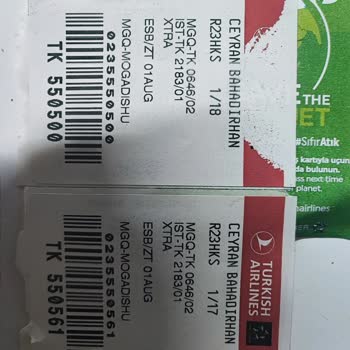 CEYRAN BAHADIRHAN
R23HKS 1/18
MGQ-TK 0646/02
IST-TK 2183/01
XTRA
ESB/ZT 01AUG
MGQ-MOGADISHU
0235550500
TK 550500
TURKISH
AIRLINES
CEYRAN BAHADIRHAN
R23HKS 1/17
MGQ-TK 0646/02
IST-TK 2183/01
XTRA
ESB/ZT 01AUG
MGQ-MOGADISHU
0235550561
TK 550561
THE
#SıfırAtık
kartıyla uçun
da bulunun.
ss next time
planet.